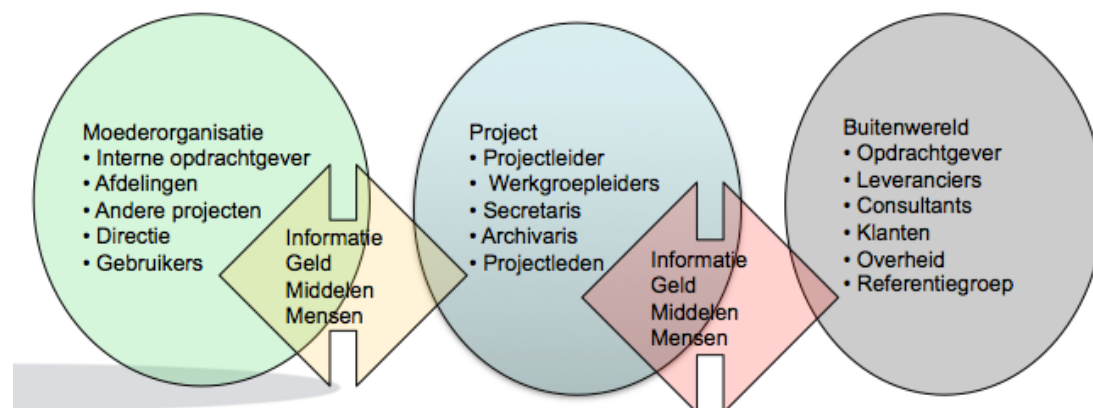 Moederorganisatie
• Interne opdrachtgever
• Afdelingen
• Andere projecten
• Directie
• Gebruikers
Informatie
Geld
Middelen
Mensen
Project
• Projectleider
• Werkgroepleiders
• Secretaris
• Archivaris
• Projectleden
Informatie
Geld
Middelen
Mensen
Buitenwereld
• Opdrachtgever
• Leveranciers
• Consultants
• Klanten
• Overheid
• Referentiegroep